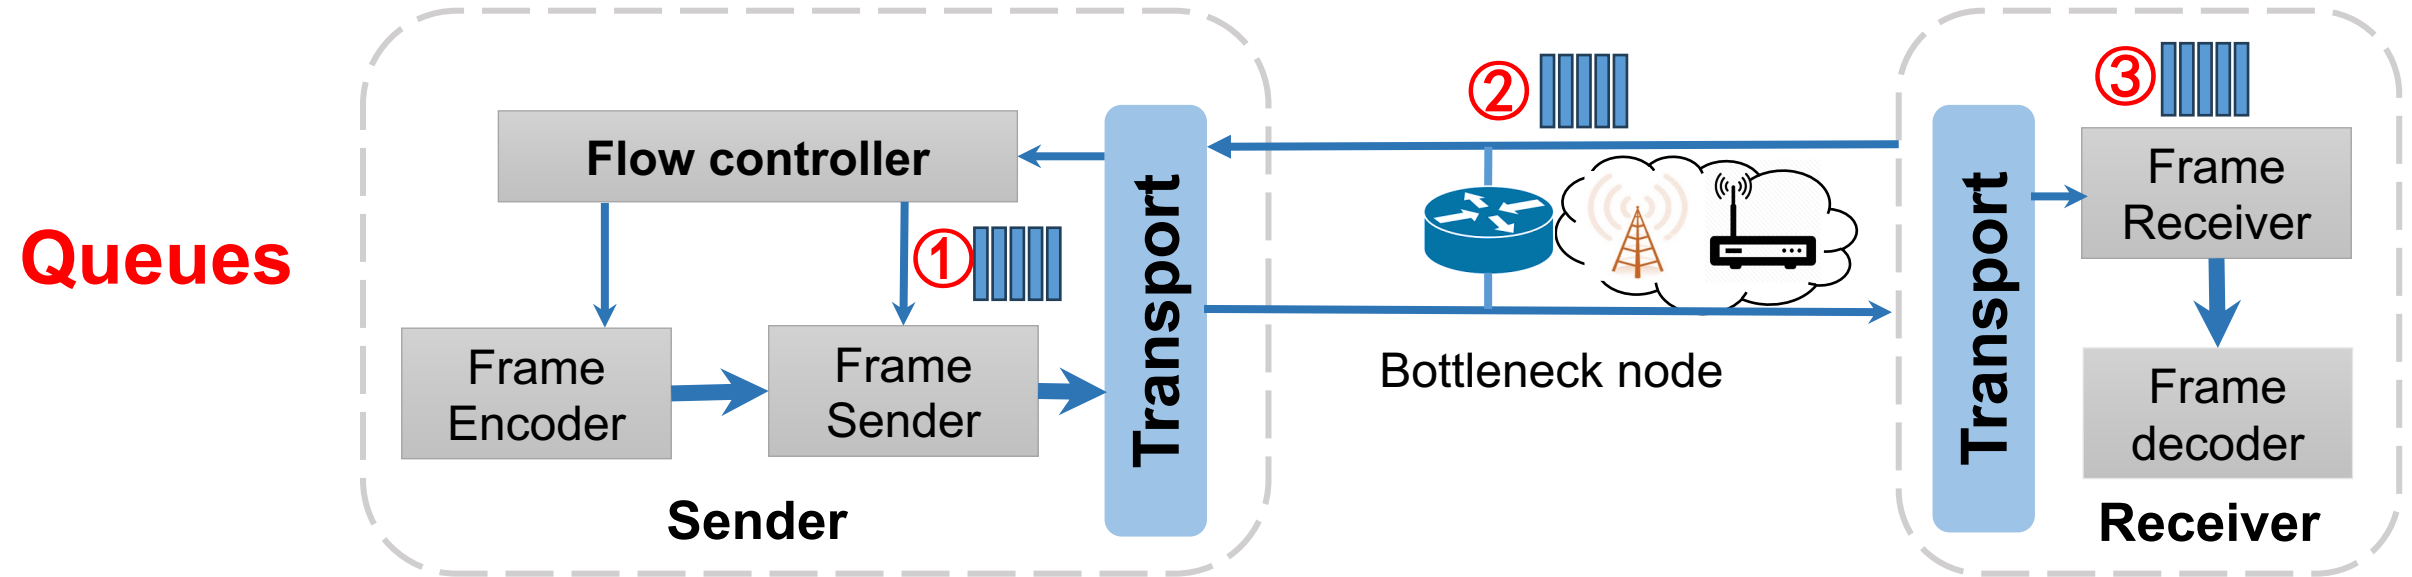 Queues
Flow controller
①
Frame
Encoder
Frame
Sender
Transport
Sender
②
Bottleneck node
Transport
③
Frame
Receiver
Frame
decoder
Receiver